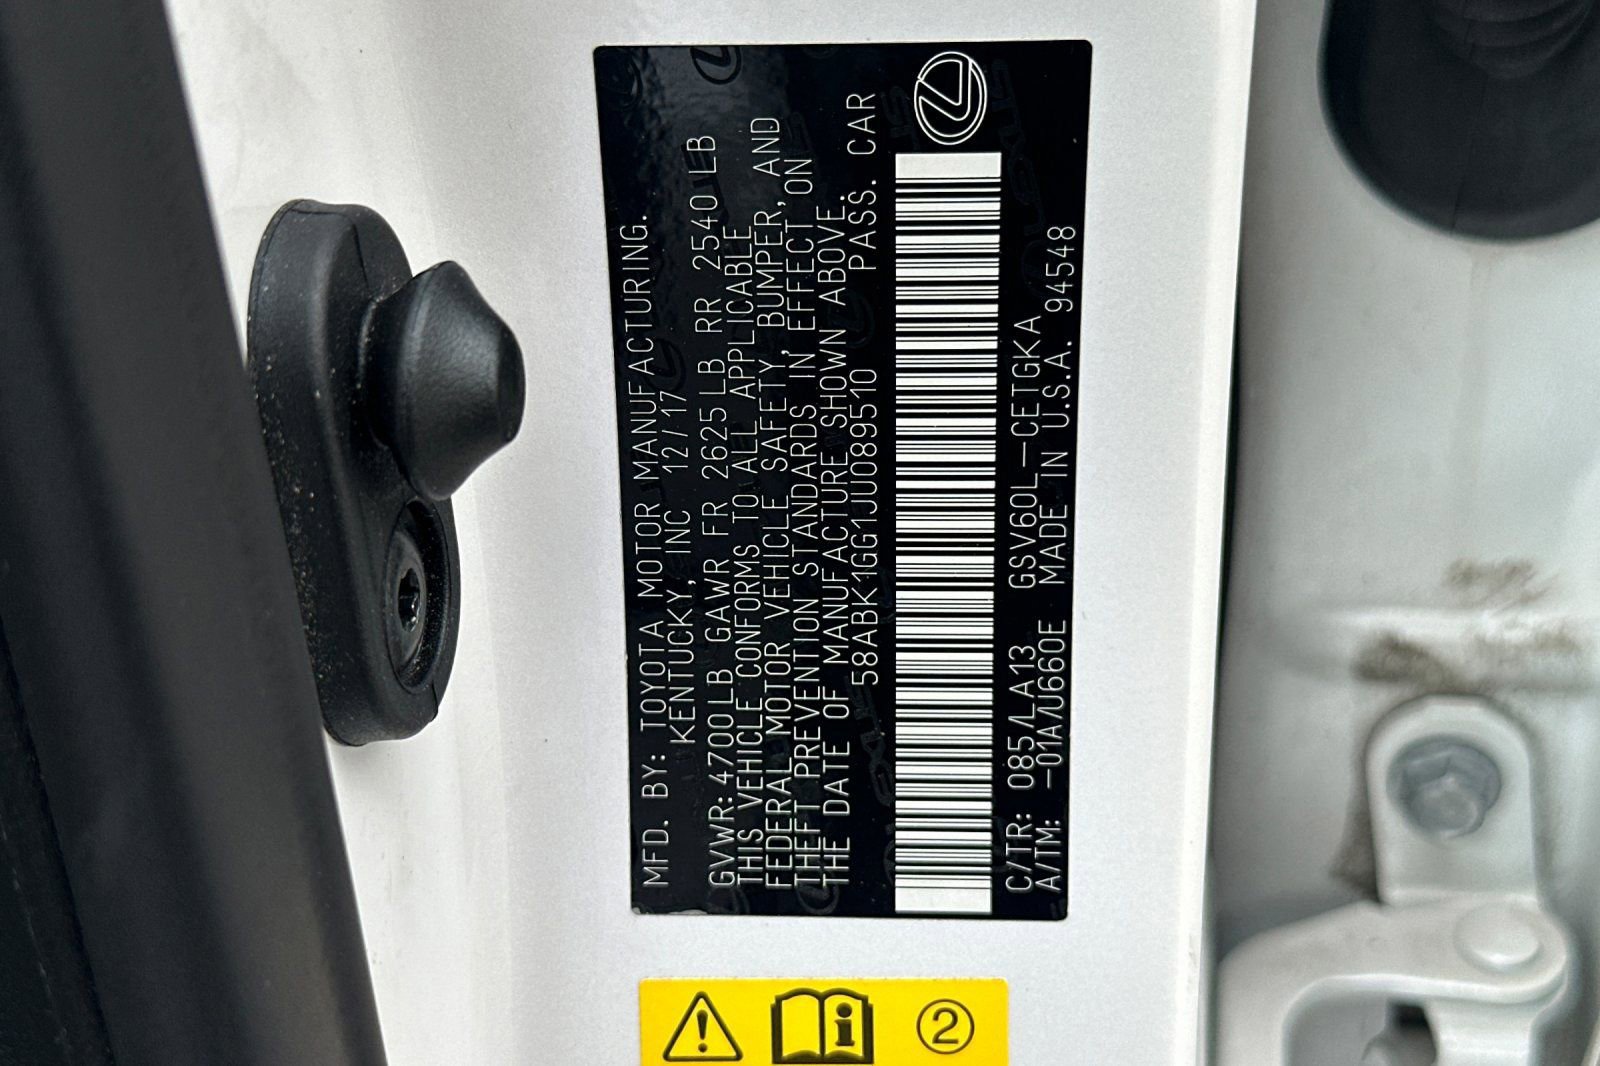 MFD. BY: TOYOTA MOTOR MANUFACTURING.
KENTUCKY, INC 12/17
GVWR: 4700LB GAWR FR 2625LB RR 2540LB
THIS VEHICLE CONFORMS TO ALL APPLICABLE
FEDERAL MOTOR VEHICLE SAFETY, BUMPER, AND
THEFT PREVENTION STANDARDS IN EFFECT ON
THE DATE OF MANUFACTURE SHOWN ABOVE.
58ABK1GG1JU089510 PASS. CAR
C/TR: 085/LA13 GSV60L-CETGKA
A/TM: -01A/U660E MADE IN U.S.A. 94548
2